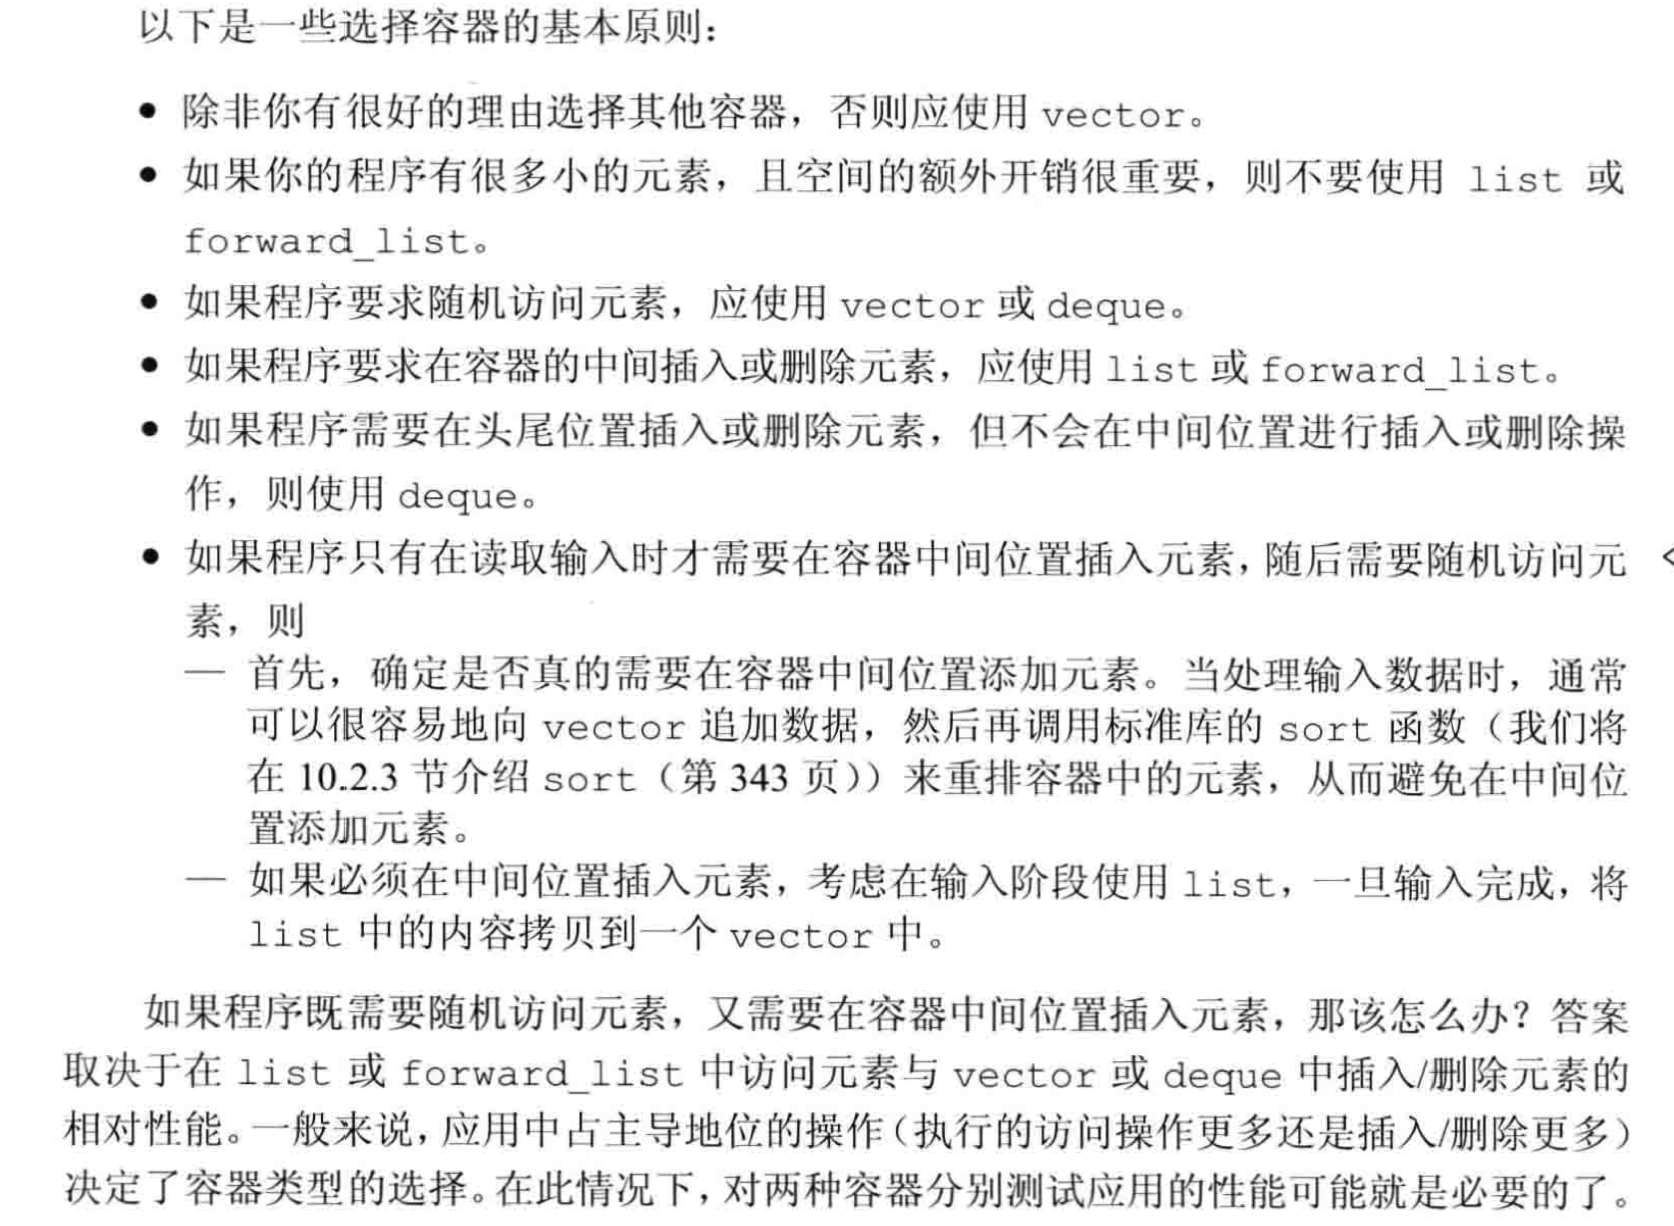 以下是一些选择容器的基本原则：
● 除非你有很好的理由选择其他容器，否则应使用 vector。
● 如果你的程序有很多小的元素，且空间的额外开销很重要，则不要使用 list 或
forward_list。
● 如果程序要求随机访问元素，应使用 vector 或 deque。
● 如果程序要求在容器的中间插入或删除元素，应使用 list 或 forward_list。
● 如果程序需要在头尾位置插入或删除元素，但不会在中间位置进行插入或删除操
作，则使用 deque。
● 如果程序只有在读取输入时才需要在容器中间位置插入元素，随后需要随机访问元
素，则
— 首先，确定是否真的需要在容器中间位置添加元素。当处理输入数据时，通常
可以很容易地向 vector 追加数据，然后再调用标准库的 sort 函数（我们将
在 10.2.3 节介绍 sort（第 343 页））来重排容器中的元素，从而避免在中间位
置添加元素。
— 如果必须在中间位置插入元素，考虑在输入阶段使用 list，一旦输入完成，将
list 中的内容拷贝到一个 vector 中。
如果程序既需要随机访问元素，又需要在容器中间位置插入元素，那该怎么办？答案
取决于在 list 或 forward_list 中访问元素与 vector 或 deque 中插入/删除元素的
相对性能。一般来说，应用中占主导地位的操作（执行的访问操作更多还是插入/删除更多）
决定了容器类型的选择。在此情况下，对两种容器分别测试应用的性能可能就是必要的了。